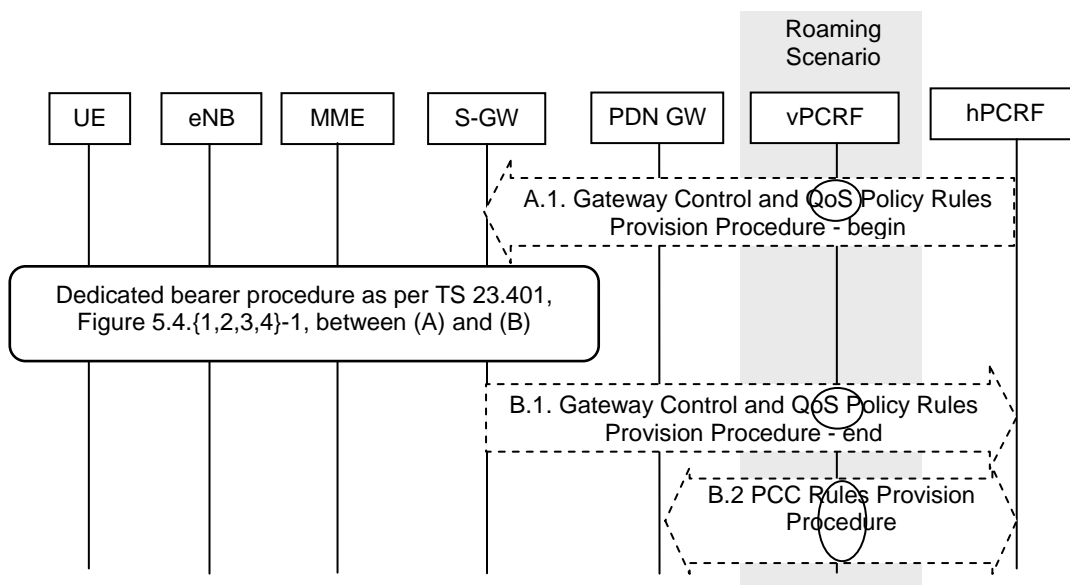 Roaming
Scenario
UE
eNB
MME
S-GW
PDN GW
vPCRF
hPCRF
A.1. Gateway Control and QoS Policy Rules
Provision Procedure - begin
Dedicated bearer procedure as per TS 23.401,
Figure 5.4.{1,2,3,4}-1, between (A) and (B)
B.1. Gateway Control and QoS Policy Rules
Provision Procedure - end
B.2 PCC Rules Provision
Procedure